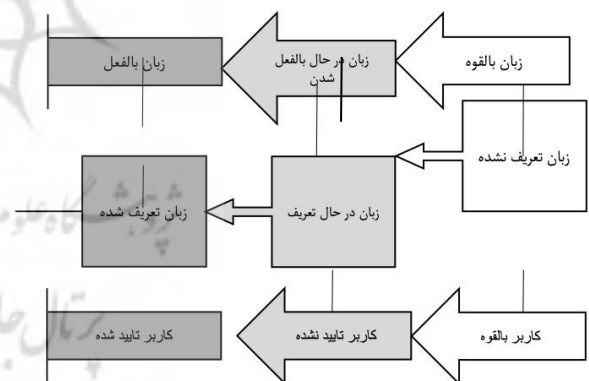 زبان بالقوه
زبان در حال بالفعل
شدن
زبان بالفعل
زبان تعریف نشده
زبان در حال تعریف
زبان تعریف شده
کاربر بالقوه
کاربر تایید نشده
کاربر تایید شده